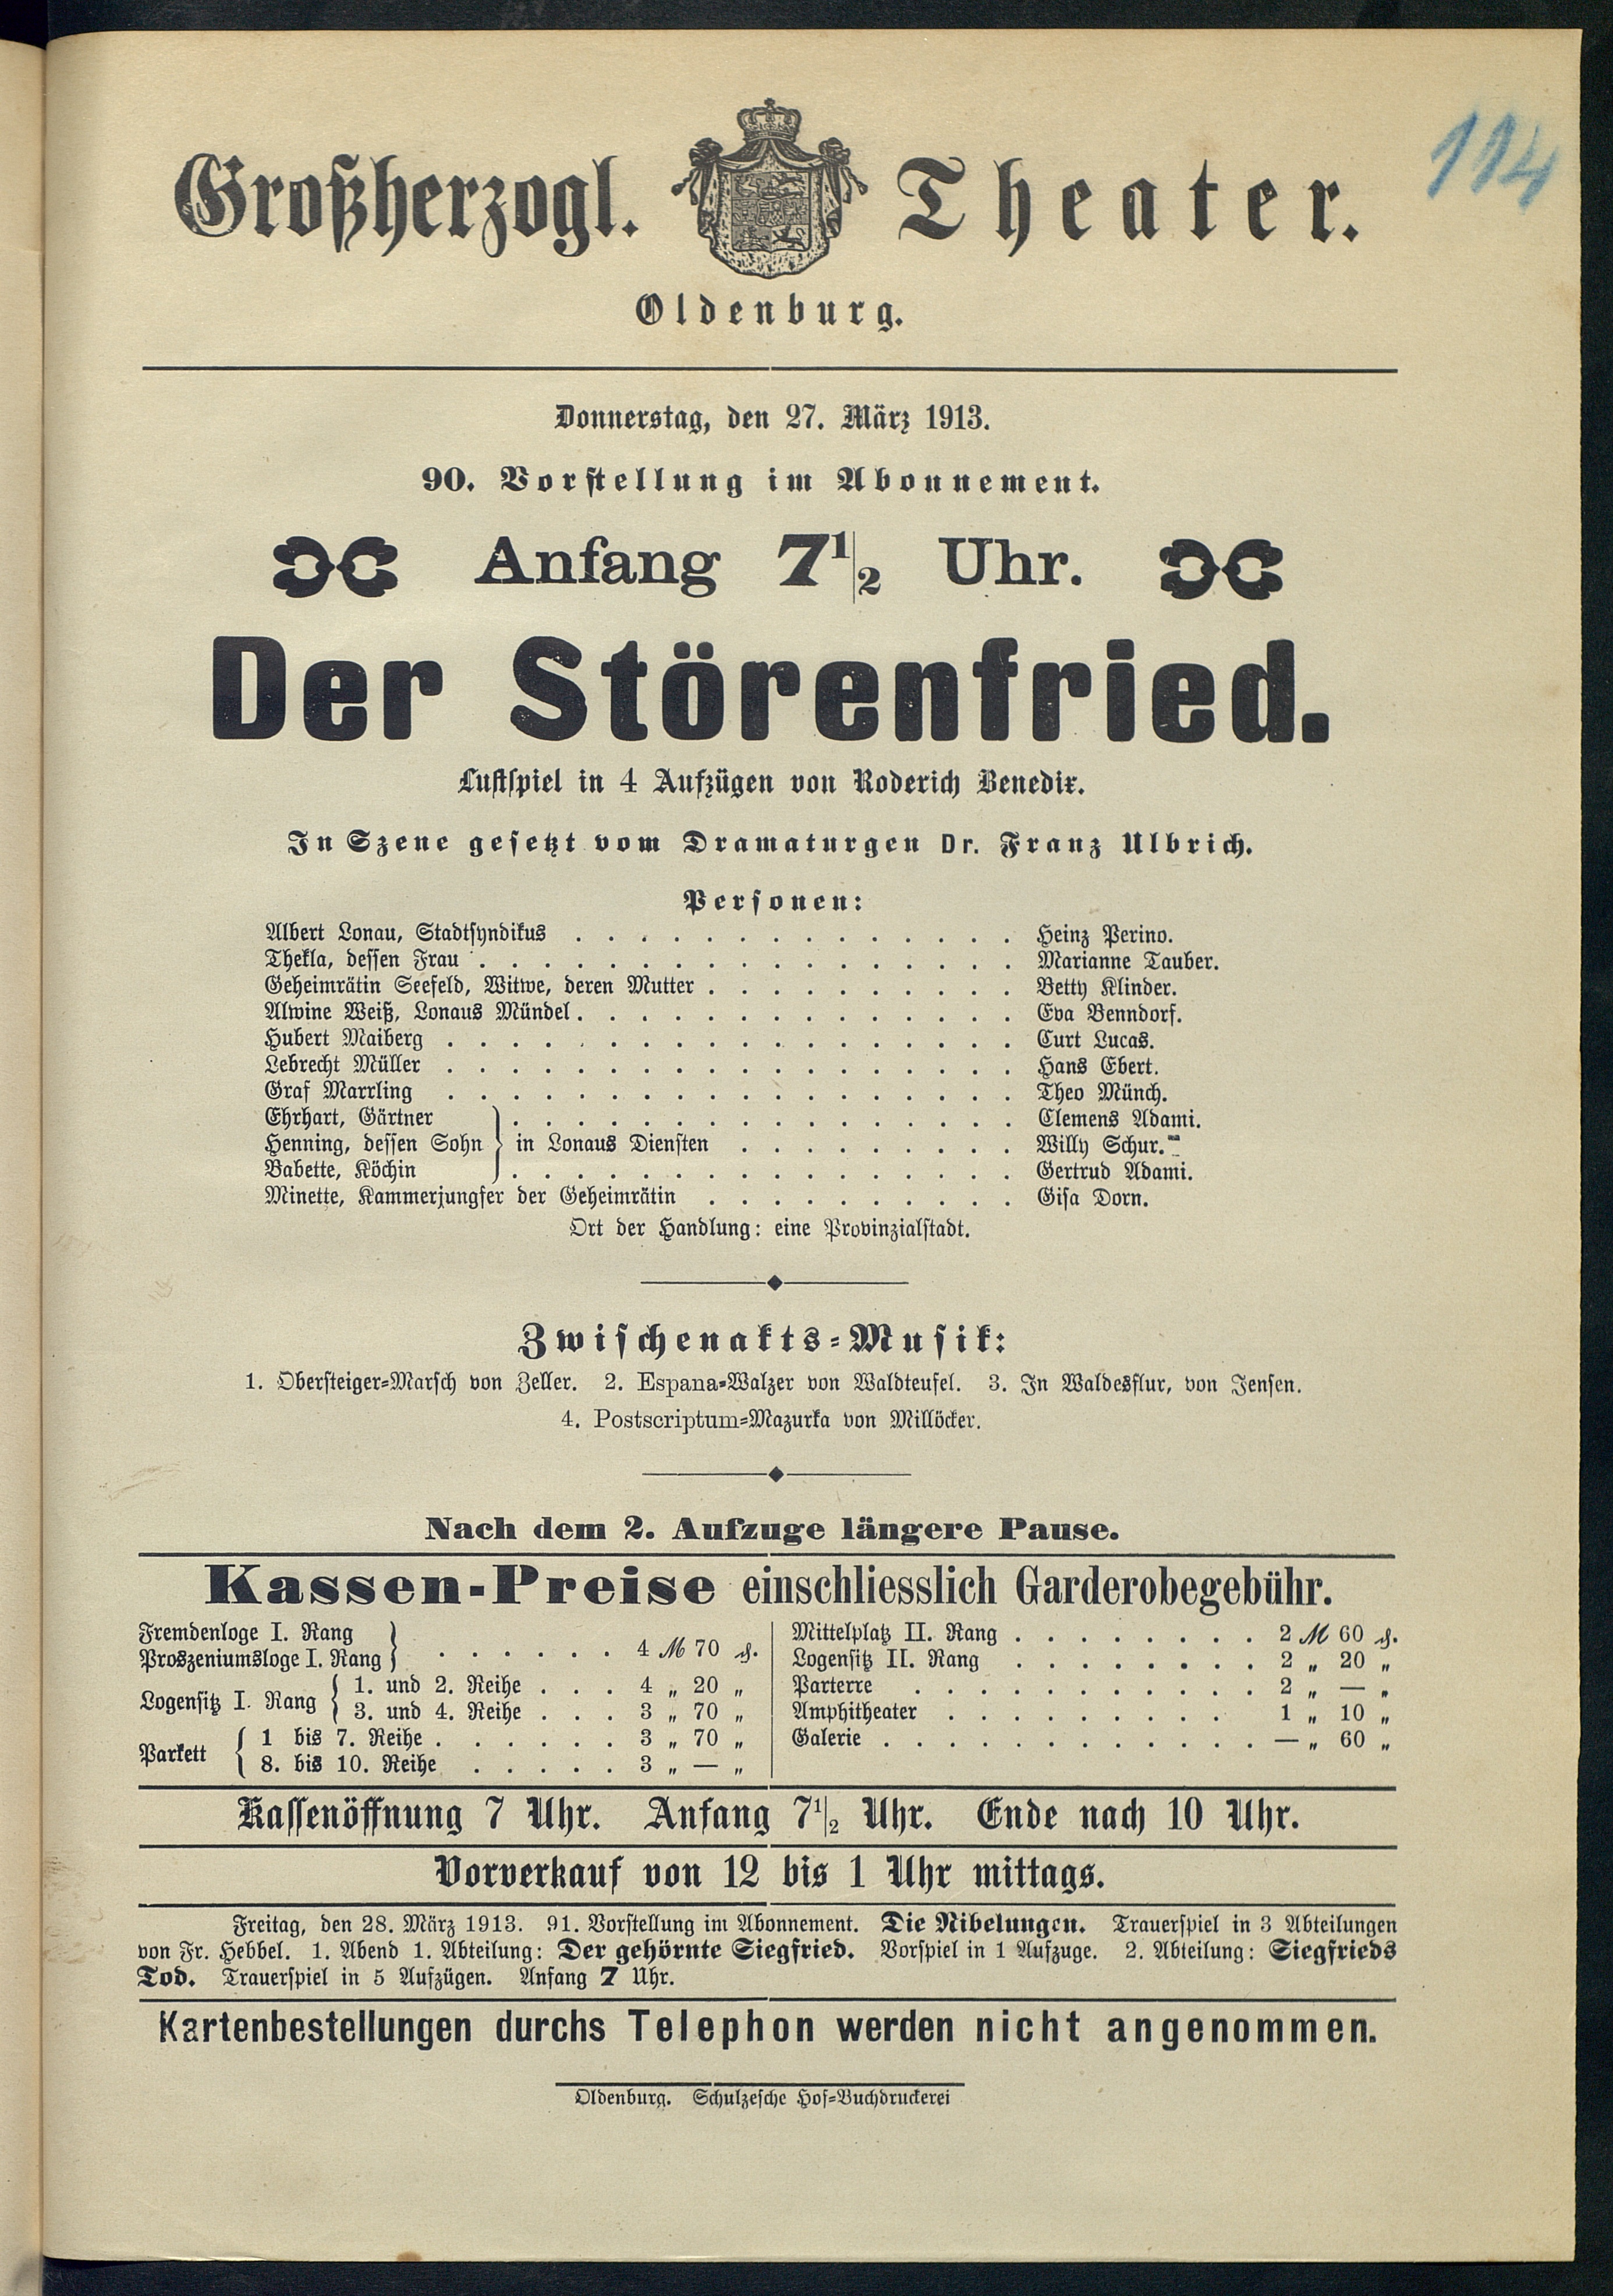 114
Großherzogl. Theater.
Oldenburg.
Donnerstag, den 27. März 1913.
90. Vorstellung im Abonnement.
Anfang 7 1/2 Uhr.
Der Störenfried.
Lustspiel in 4 Aufzügen von Roderich Benedix.
In Szene gesetzt vom Dramaturgen Dr. Franz Ulbrich.
Personen:
Albert Lonau, Stadtsyndikus . . . . . . . . . . . . . . Heinz Perino.
Thekla, dessen Frau . . . . . . . . . . . . . . . . . Marianne Tauber.
Geheimrätin Seefeld, Witwe, deren Mutter . . . . . . . . . . Betty Klinder.
Alwine Weiß, Lonaus Mündel . . . . . . . . . . . . . . Eva Benndorf.
Hubert Maiberg . . . . . . . . . . . . . . . . . . Curt Lucas.
Lebrecht Müller . . . . . . . . . . . . . . . . . . Hans Ebert.
Graf Marrling . . . . . . . . . . . . . . . . . . Theo Münch.
Ehrhart, Gärtner . . . . . . . . . . . . . . . . Clemens Adami.
Henning, dessen Sohn } in Lonaus Diensten . . . . . . . . . Willy Schur.
Babette, Köchin . . . . . . . . . . . . . . . . Gertrud Adami.
Minette, Kammerjungfer der Geheimrätin . . . . . . . . . . Gisa Dorn.
Ort der Handlung: eine Provinzialstadt.
Zwischenakts-Musik:
1. Obersteiger-Marsch von Zeller. 2. Espana-Walzer von Waldteufel. 3. In Waldesflur, von Jensen.
4. Postscriptum-Mazurka von Millöcker.
Nach dem 2. Aufzuge längere Pause.
Kassen-Preise einschliesslich Garderobegebühr.
Fremdenloge I. Rang
Proszeniumsloge I. Rang } . . . . . . 4 M 70 ₰.
Logensitz I. Rang { 1. und 2. Reihe . . . 4 „ 20 „
3. und 4. Reihe . . . 3 „ 70 „
Parkett { 1 bis 7. Reihe . . . . . . 3 „ 70 „
8. bis 10. Reihe . . . . . 3 „ — „
Mittelplatz II. Rang . . . . . . . . 2 M 60 ₰.
Logensitz II. Rang . . . . . . . . 2 „ 20 „
Parterre . . . . . . . . . . . 2 „ — „
Amphitheater . . . . . . . . . 1 „ 10 „
Galerie . . . . . . . . . . . . — „ 60 „
Kassenöffnung 7 Uhr. Anfang 7 1/2 Uhr. Ende nach 10 Uhr.
Vorverkauf von 12 bis 1 Uhr mittags.
Freitag, den 28. März 1913. 91. Vorstellung im Abonnement. Die Nibelungen. Trauerspiel in 3 Abteilungen
von Fr. Hebbel. 1. Abend 1. Abteilung: Der gehörnte Siegfried. Vorspiel in 1 Aufzuge. 2. Abteilung: Siegfrieds
Tod. Trauerspiel in 5 Aufzügen. Anfang 7 Uhr.
Kartenbestellungen durchs Telephon werden nicht angenommen.
Oldenburg. Schulzesche Hof-Buchdruckerei